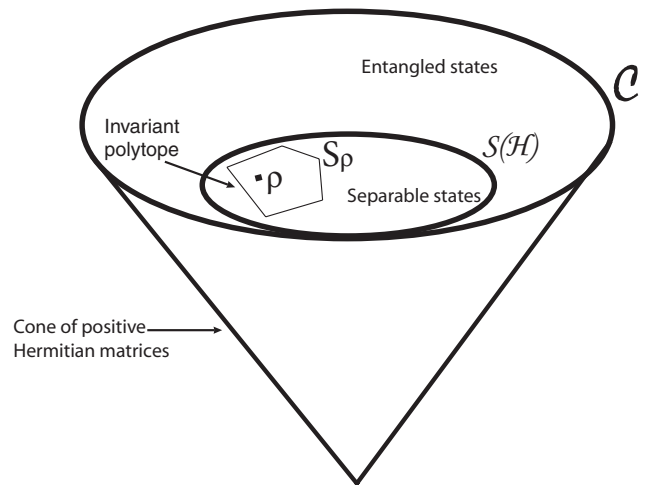 Entangled states
C
Invariant
polytope
Sρ
S(H)
ρ
Separable states
Cone of positive
Hermitian matrices